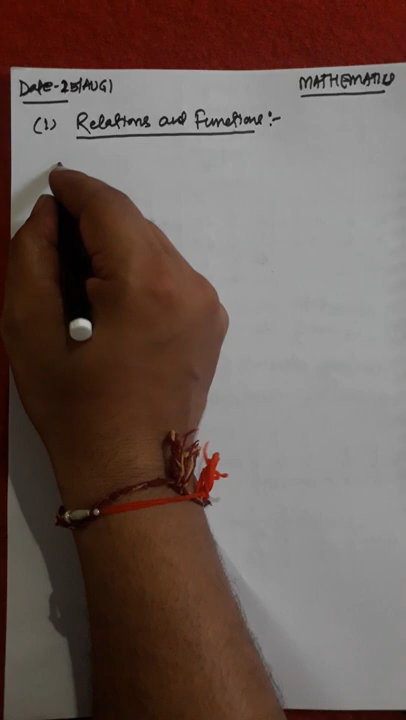 Date-25/AUG) MATHEMATICS
(1) Relations and Functions:-